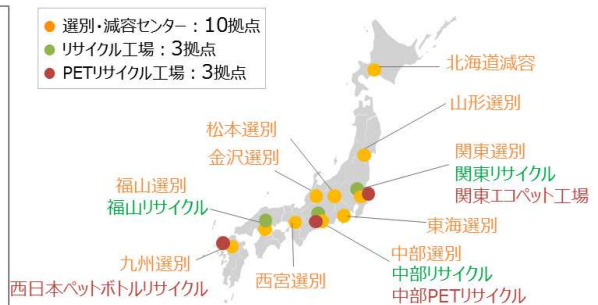 選別・減容センター：10拠点
リサイクル工場：3拠点
PETリサイクル工場：3拠点
北海道減容
山形選別
松本選別
金沢選別
関東選別
関東リサイクル
関東エコペット工場
福山選別
福山リサイクル
東海選別
中部選別
中部リサイクル
中部PETリサイクル
九州選別
西日本ペットボトルリサイクル
西宮選別